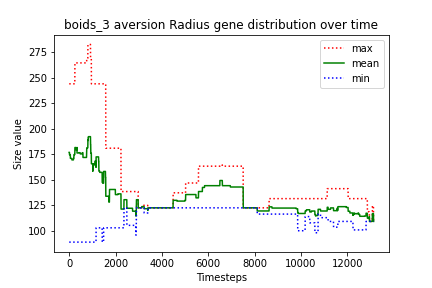 boids_3 aversion Radius gene distribution over time
max
mean
min
Size value
275
250
225
200
175
150
125
100
0 2000 4000 6000 8000 10000 12000
Timesteps